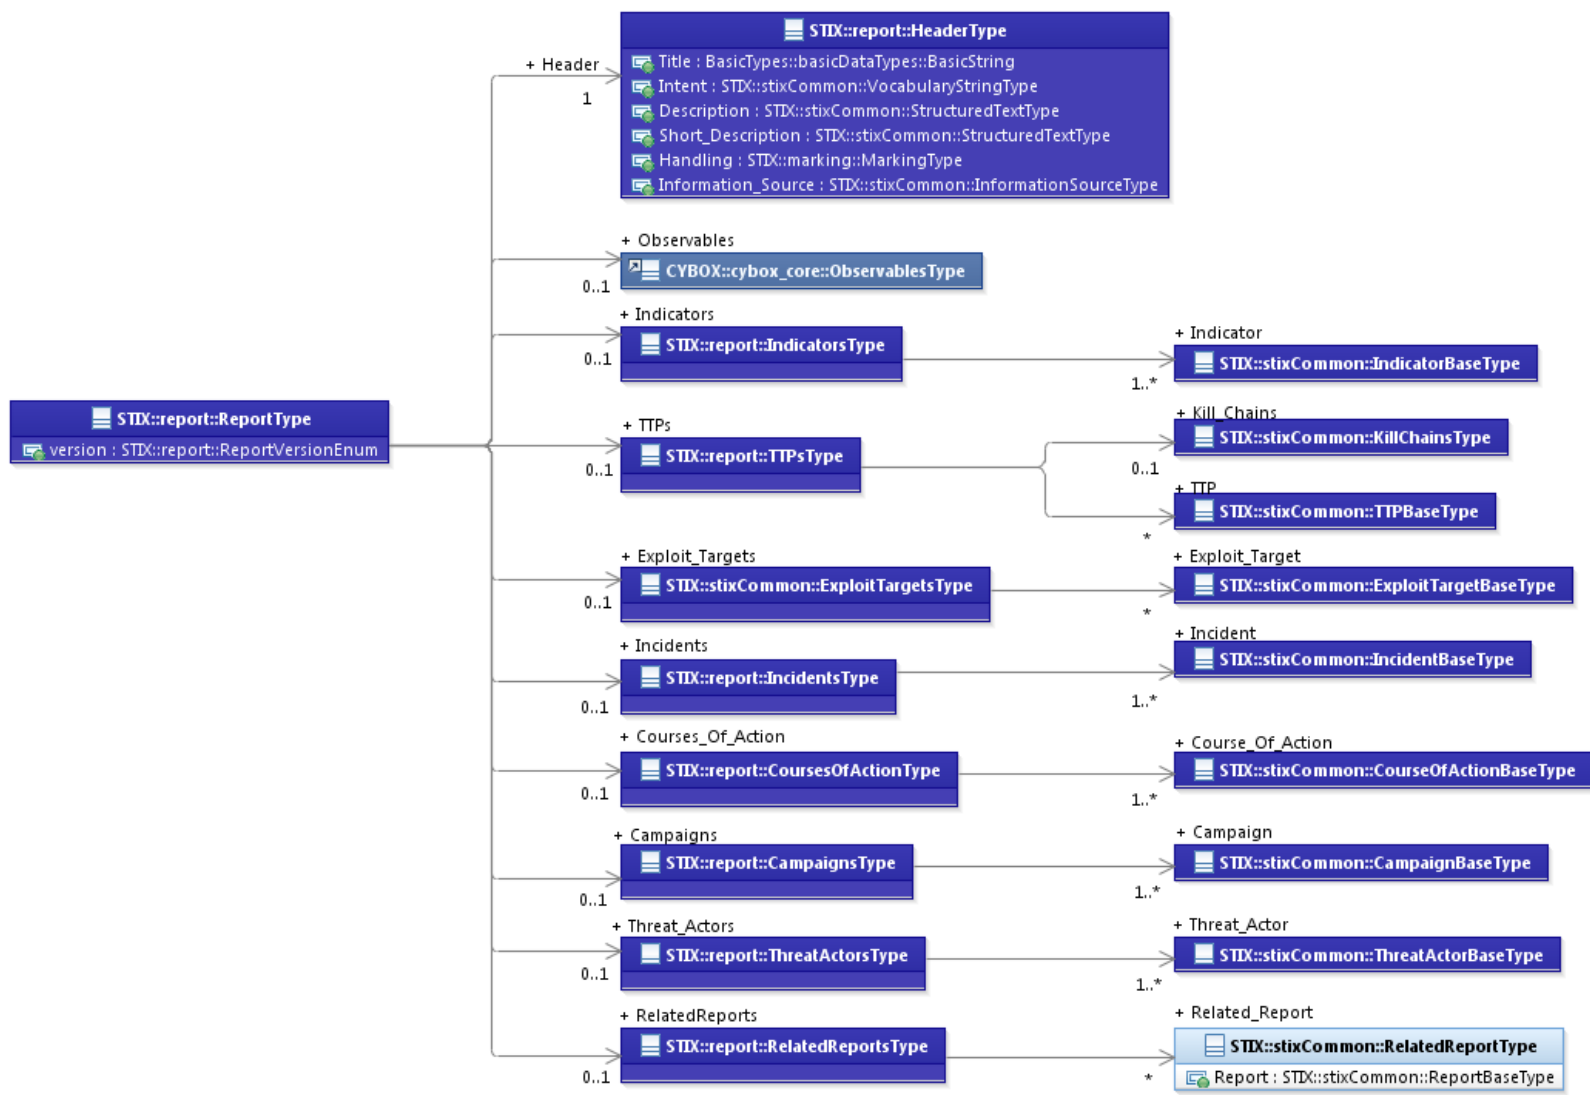 STIX::report::HeaderType
+ Header
1
Title : BasicTypes::basicDataTypes::BasicString
Intent : STIX::stixCommon::VocabularyStringType
Description : STIX::stixCommon::StructuredTextType
Short_Description : STIX::stixCommon::StructuredTextType
Handling : STIX::marking::MarkingType
Information_Source : STIX::stixCommon::InformationSourceType
+ Observables
CYBOX::cybox_core::ObservablesType
0..1
+ Indicators
STIX::report::IndicatorsType
0..1
+ Indicator
STIX::stixCommon::IndicatorBaseType
1..*
STIX::report::ReportType
version : STIX::report::ReportVersionEnum
+ TTPs
STIX::report::TTPsType
0..1
+ Kill_Chains
STIX::stixCommon::KillChainsType
0..1
+ TTP
STIX::stixCommon::TTPBaseType
*
+ Exploit_Targets
STIX::stixCommon::ExploitTargetsType
0..1
+ Exploit_Target
STIX::stixCommon::ExploitTargetBaseType
*
+ Incidents
STIX::report::IncidentsType
0..1
+ Incident
STIX::stixCommon::IncidentBaseType
1..*
+ Courses_Of_Action
STIX::report::CoursesOfActionType
0..1
+ Course_Of_Action
STIX::stixCommon::CourseOfActionBaseType
1..*
+ Campaigns
STIX::report::CampaignsType
0..1
+ Campaign
STIX::stixCommon::CampaignBaseType
1..*
+ Threat_Actors
STIX::report::ThreatActorsType
0..1
+ Threat_Actor
STIX::stixCommon::ThreatActorBaseType
1..*
+ RelatedReports
STIX::report::RelatedReportsType
0..1
+ Related_Report
STIX::stixCommon::RelatedReportType
*
Report : STIX::stixCommon::ReportBaseType